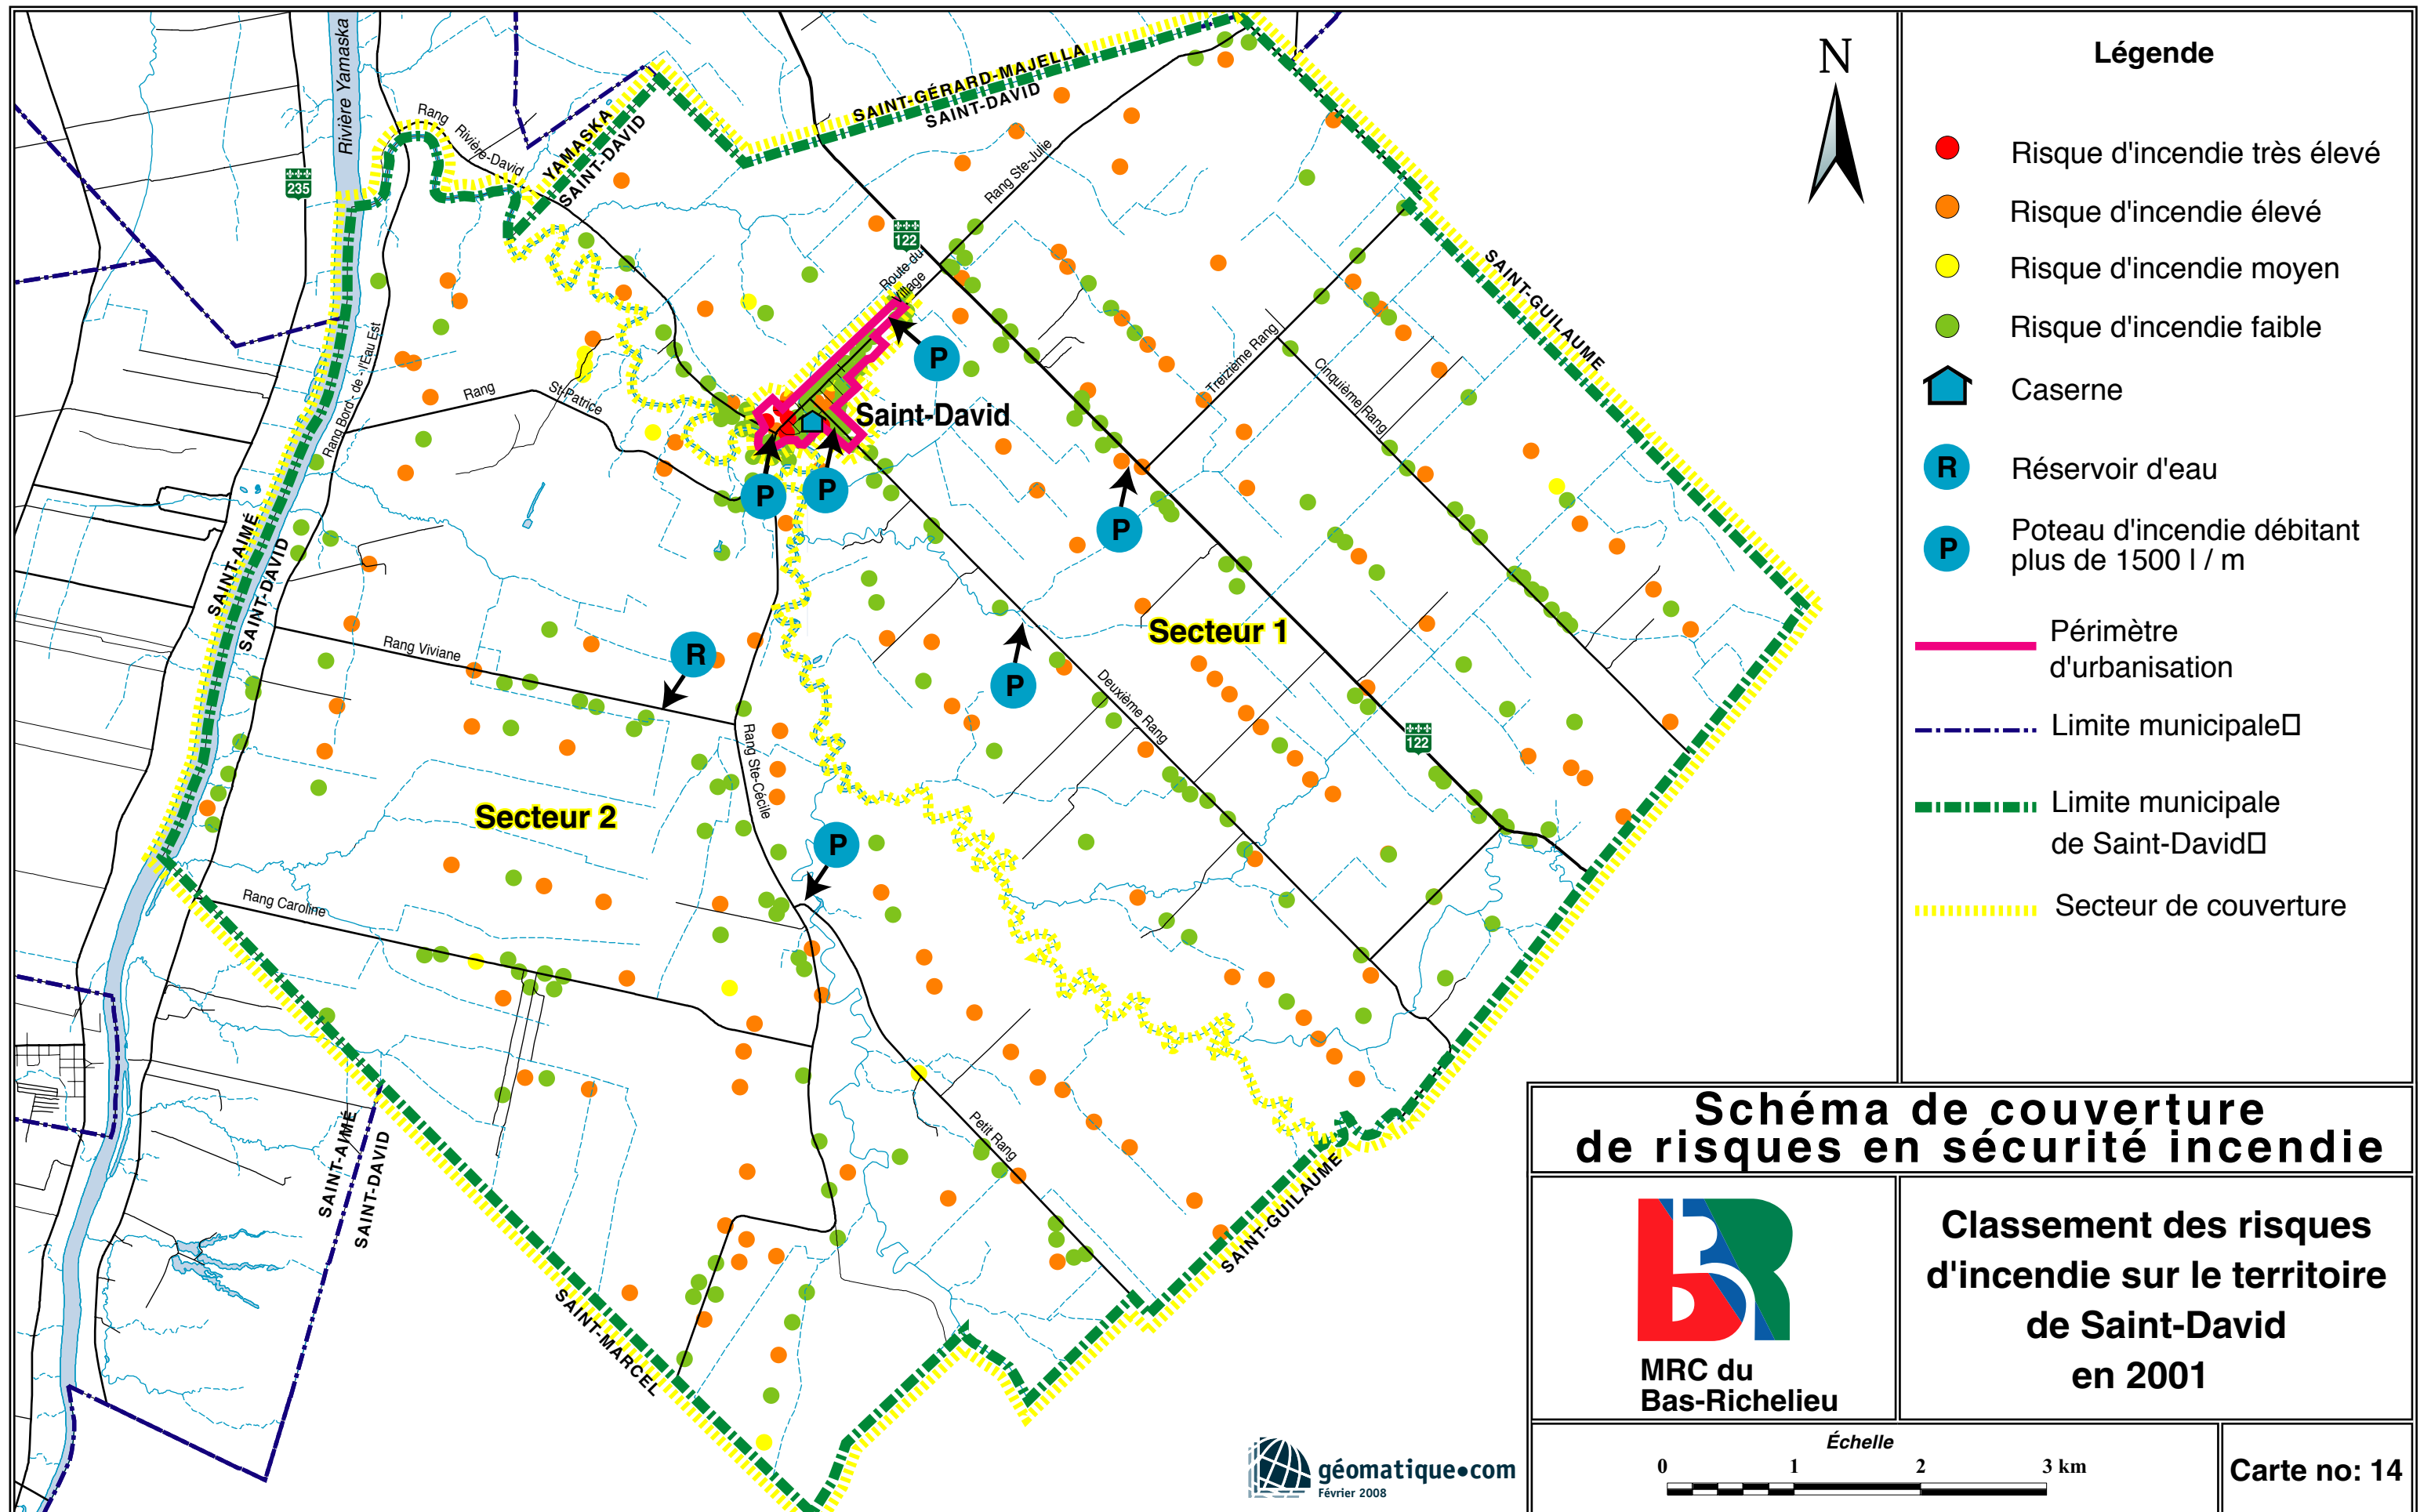 Rivière Yamaska
235
Rang Rivière-David
YAMASKA
SAINT-DAVID
SAINT-GÉRARD-MAJELLA
SAINT-DAVID
Rang Ste-Julie
122
Route du
Village
SAINT-GUILAUME
Treizième Rang
Cinquième Rang
Rang Bord-de-l'Eau Est
Rang St-Patrice
P
Saint-David
P
P
P
SAINT-AIMÉ
SAINT-DAVID
Rang Viviane
R
Secteur 1
P
Deuxième Rang
122
Rang Ste-Cécile
Secteur 2
P
Rang Caroline
Petit Rang
SAINT-AIMÉ
SAINT-DAVID
SAINT-MARCEL
SAINT-GUILAUME
géomatique•com
Février 2008
N
Légende
Risque d'incendie très élevé
Risque d'incendie élevé
Risque d'incendie moyen
Risque d'incendie faible
Caserne
R Réservoir d'eau
P Poteau d'incendie débitant
plus de 1500 l / m
Périmètre
d'urbanisation
Limite municipale
Limite municipale
de Saint-David
Secteur de couverture
Schéma de couverture
de risques en sécurité incendie
MRC du
Bas-Richelieu
Classement des risques
d'incendie sur le territoire
de Saint-David
en 2001
Échelle
0 1 2 3 km
Carte no: 14